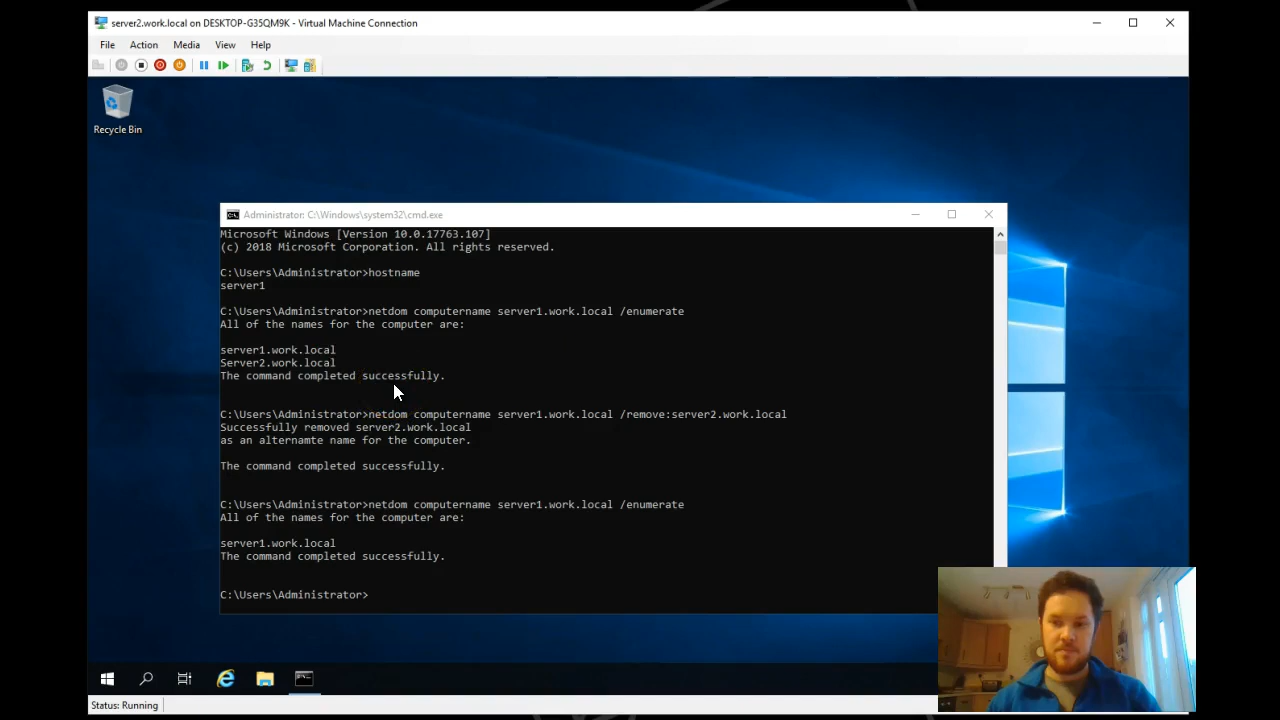 server2.work.local on DESKTOP-G35QM9K - Virtual Machine Connection
File Action Media View Help
Recycle Bin
Administrator: C:\Windows\system32\cmd.exe
Microsoft Windows [Version 10.0.17763.107]
(c) 2018 Microsoft Corporation. All rights reserved.
C:\Users\Administrator>hostname
server1
C:\Users\Administrator>netdom computername server1.work.local /enumerate
All of the names for the computer are:
server1.work.local
Server2.work.local
The command completed successfully.
C:\Users\Administrator>netdom computername server1.work.local /remove:server2.work.local
Successfully removed server2.work.local
as an alternamte name for the computer.
The command completed successfully.
C:\Users\Administrator>netdom computername server1.work.local /enumerate
All of the names for the computer are:
server1.work.local
The command completed successfully.
C:\Users\Administrator>
Status: Running